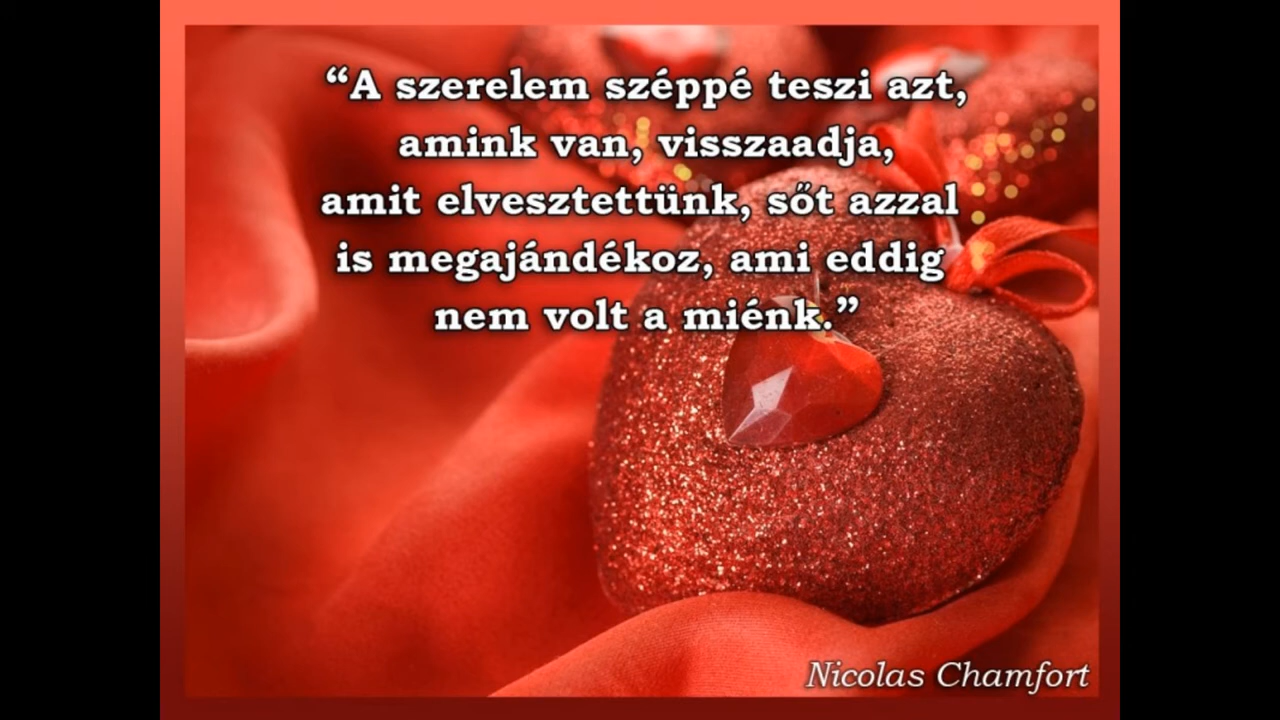 “A szerelem széppé teszi azt,
amink van, visszaadja,
amit elvesztettünk, sőt azzal
is megajándékoz, ami eddig
nem volt a miénk.”
Nicolas Chamfort